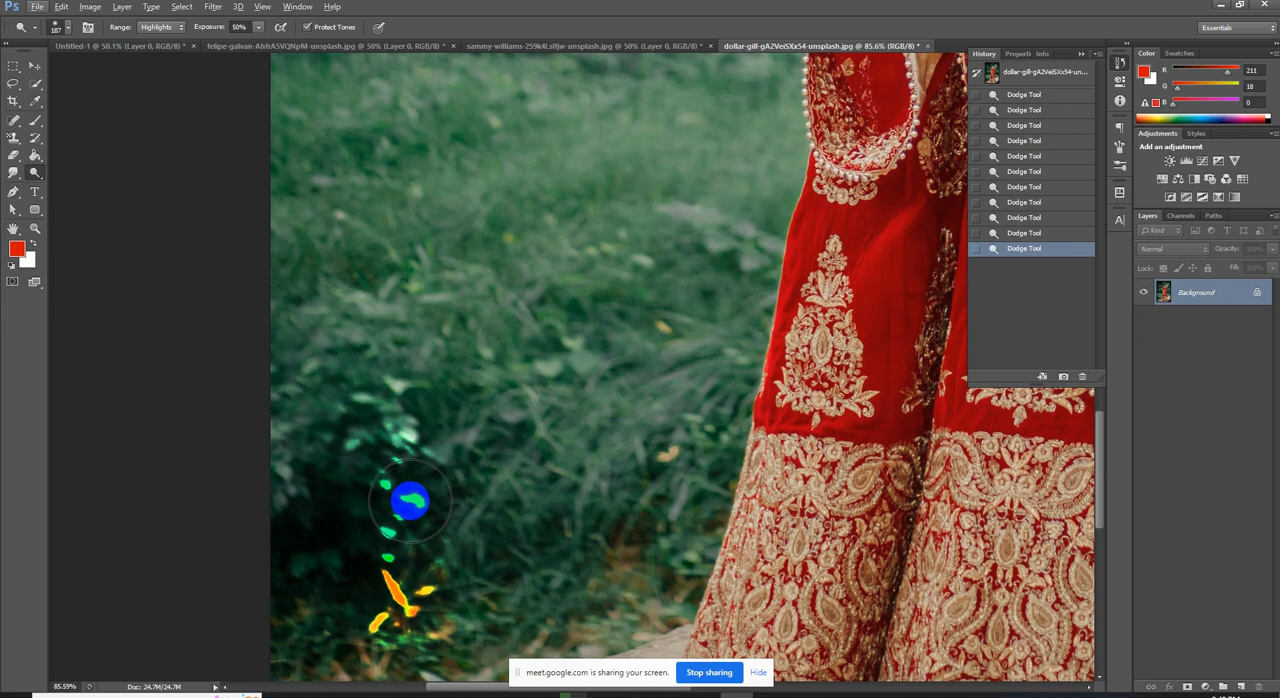 Ps File Edit Image Layer Type Select Filter 3D View Window Help
187 Range: Highlights Exposure: 50% Protect Tones Essentials
Untitled-1 @ 50.1% (Layer 0, RGB/8) * × felipe-galvan-AhfrA5VQNpM-unsplash.jpg @ 50% (Layer 0, RGB/8) * × sammy-williams-259k4Lslfjw-unsplash.jpg @ 50% (Layer 0, RGB/8) * × dollar-gill-gA2VeiSXx54-unsplash.jpg @ 85.6% (RGB/8) * ×
History Properti Info
dollar-gill-gA2VeiSXx54-un...
Dodge Tool
Dodge Tool
Dodge Tool
Dodge Tool
Dodge Tool
Dodge Tool
Dodge Tool
Dodge Tool
Dodge Tool
Dodge Tool
Dodge Tool
Color Swatches
R 211
G 18
B 0
Adjustments Styles
Add an adjustment
Layers Channels Paths
Kind
Normal Opacity: 100%
Lock: Fill: 100%
Background
T
A
meet.google.com is sharing your screen. Stop sharing Hide
85.59% Doc: 24.7M/24.7M